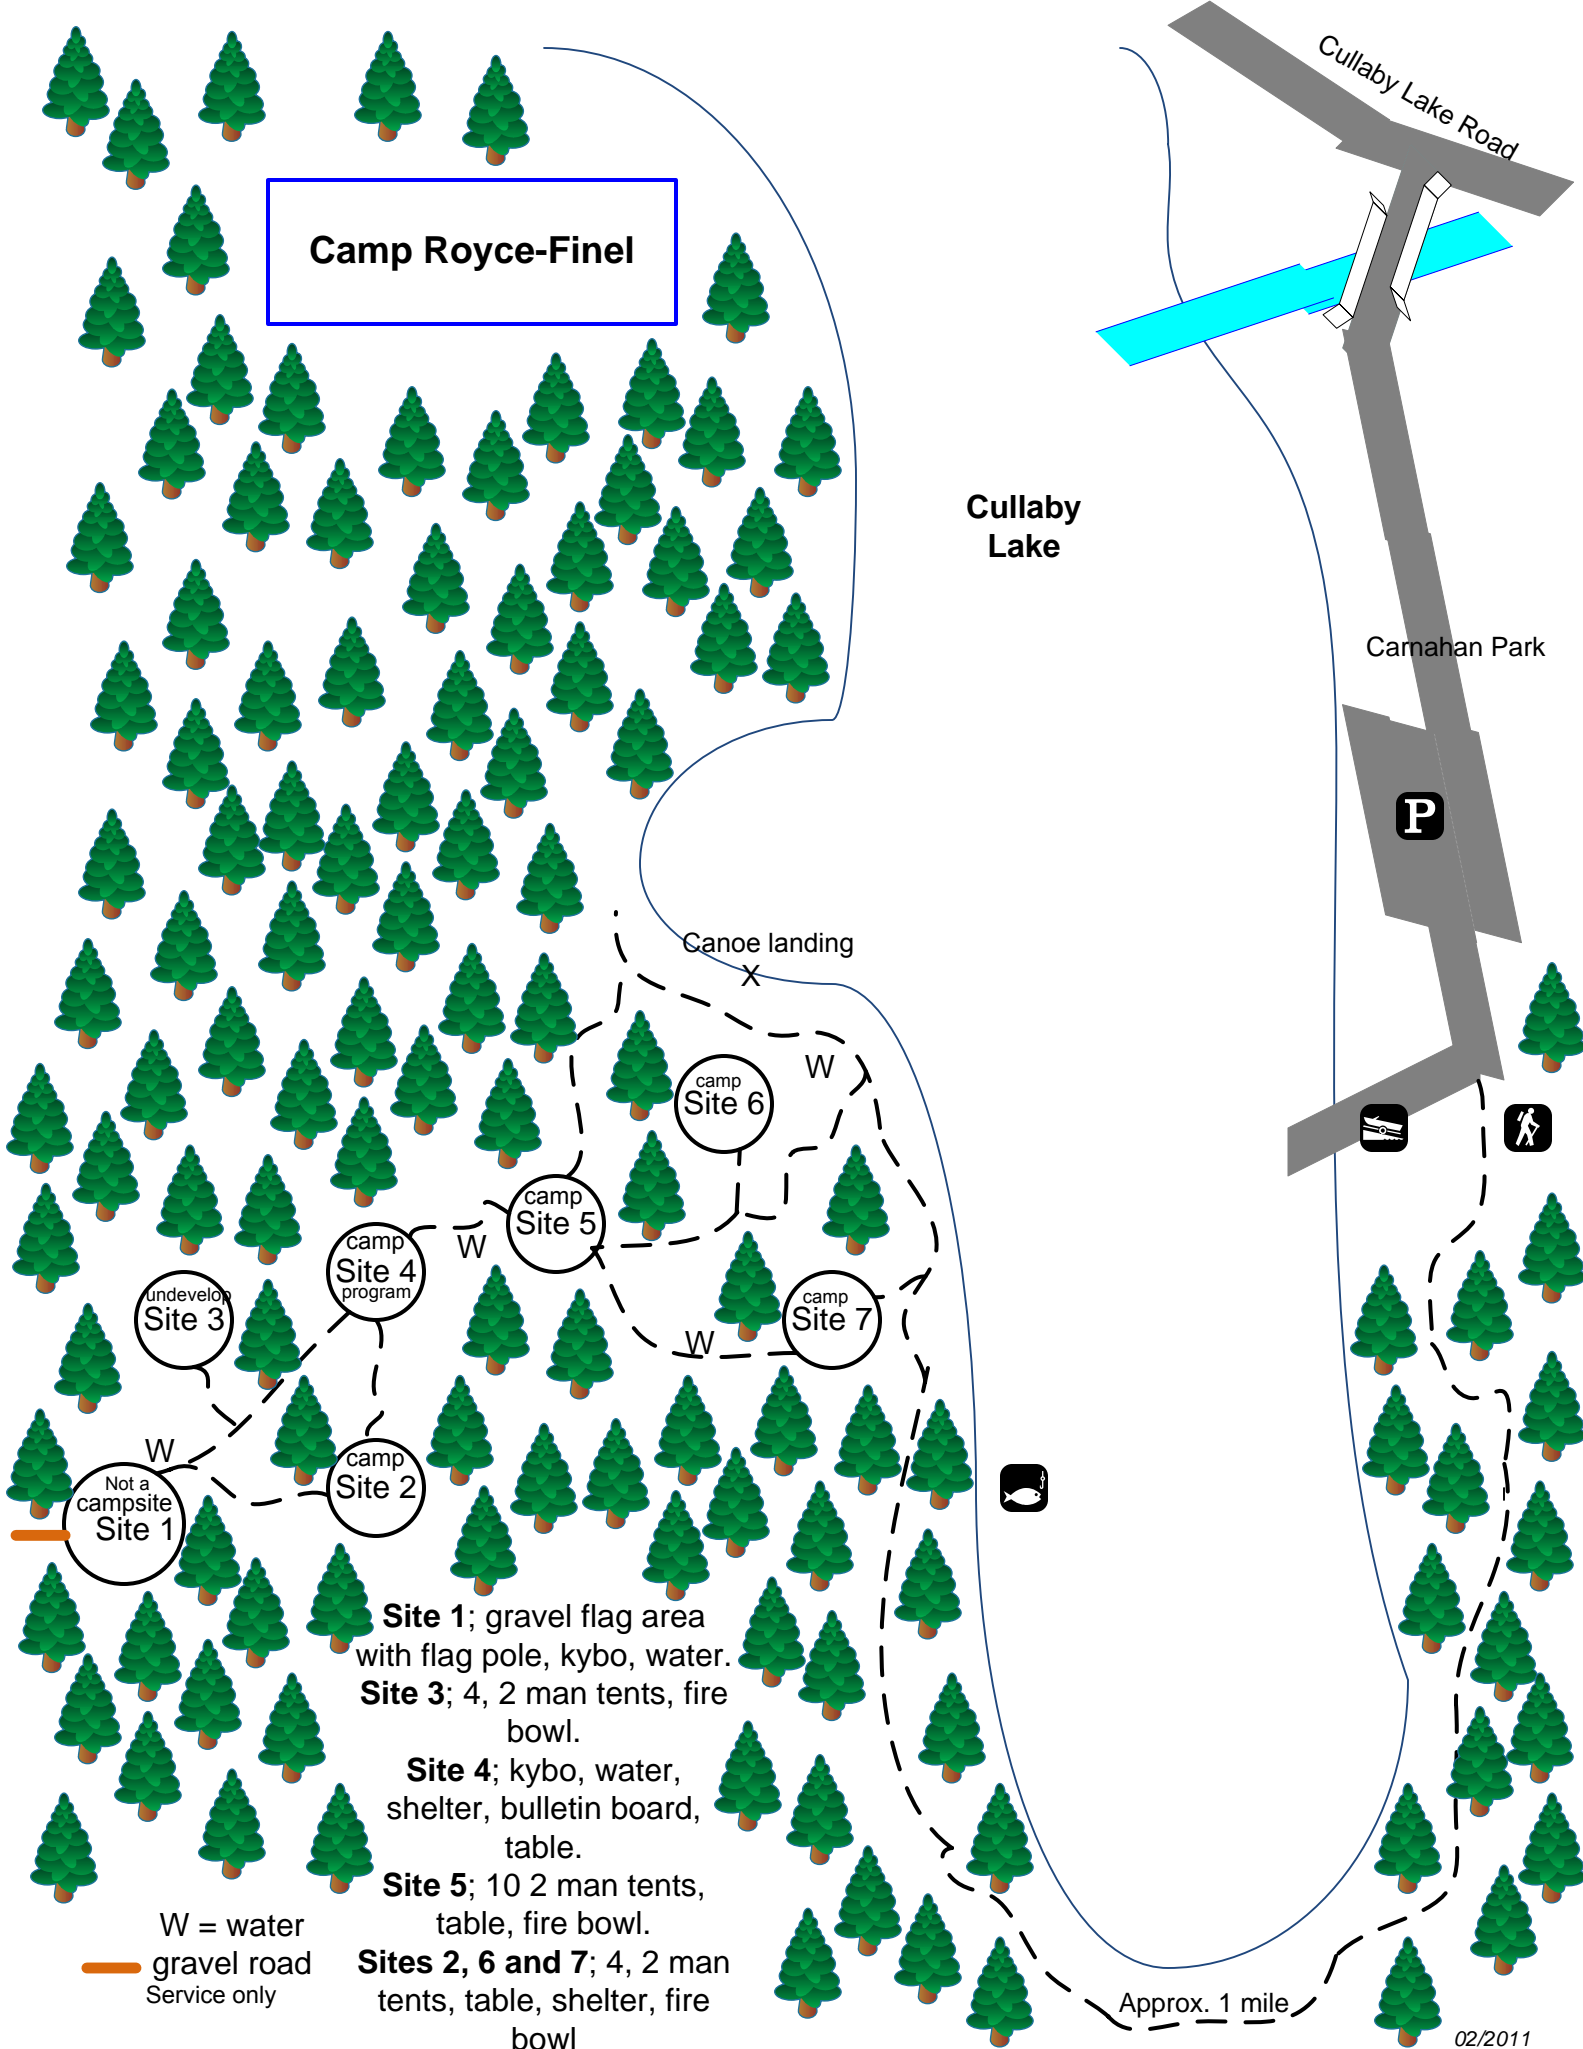 Cullaby Lake Road
Camp Royce-Finel
Cullaby
Lake
Carnahan Park
P
Canoe landing
X
W
camp
Site 6
camp
Site 5
W
camp
Site 4
program
undevelop
Site 3
camp
Site 7
W
W
camp
Site 2
Not a
campsite
Site 1
Site 1; gravel flag area
with flag pole, kybo, water.
Site 3; 4, 2 man tents, fire
bowl.
Site 4; kybo, water,
shelter, bulletin board,
table.
Site 5; 10 2 man tents,
table, fire bowl.
Sites 2, 6 and 7; 4, 2 man
tents, table, shelter, fire
bowl
W = water
gravel road
Service only
Approx. 1 mile
02/2011